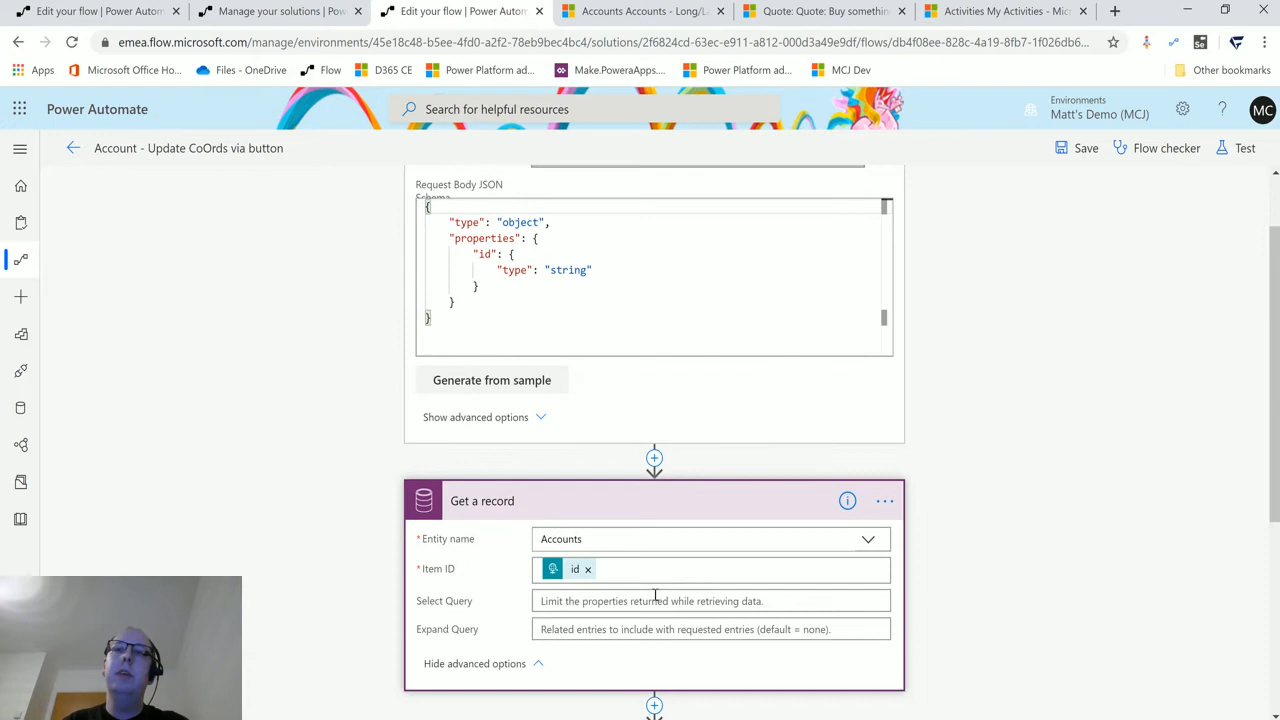 Edit your flow | Power Autom
Manage your solutions | Power
Edit your flow | Power Autom
Accounts Accounts - Long/La
Quote: Quote: Buy somethin
Activities My Activities - Micr
emea.flow.microsoft.com/manage/environments/45e18c48-b5ee-4fd0-a2f2-78eb9ec4bc4/solutions/2f6824cd-63ec-e911-a812-000d3a49e9df/flows/db4f08ee-828c-4a19-8fb7-1f026db6...
Apps
Microsoft Office Ho...
Files - OneDrive
Flow
D365 CE
Power Platform ad...
Make.PoweraApps....
Power Platform ad...
MCJ Dev
Other bookmarks
Power Automate
Search for helpful resources
Environments
Matt's Demo (MCJ)
MC
Account - Update CoOrds via button
Save
Flow checker
Test
Request Body JSON
Schema
{
"type": "object",
"properties": {
"id": {
"type": "string"
}
}
}
Generate from sample
Show advanced options
Get a record
* Entity name
Accounts
* Item ID
id ×
Select Query
Limit the properties returned while retrieving data.
Expand Query
Related entries to include with requested entries (default = none).
Hide advanced options